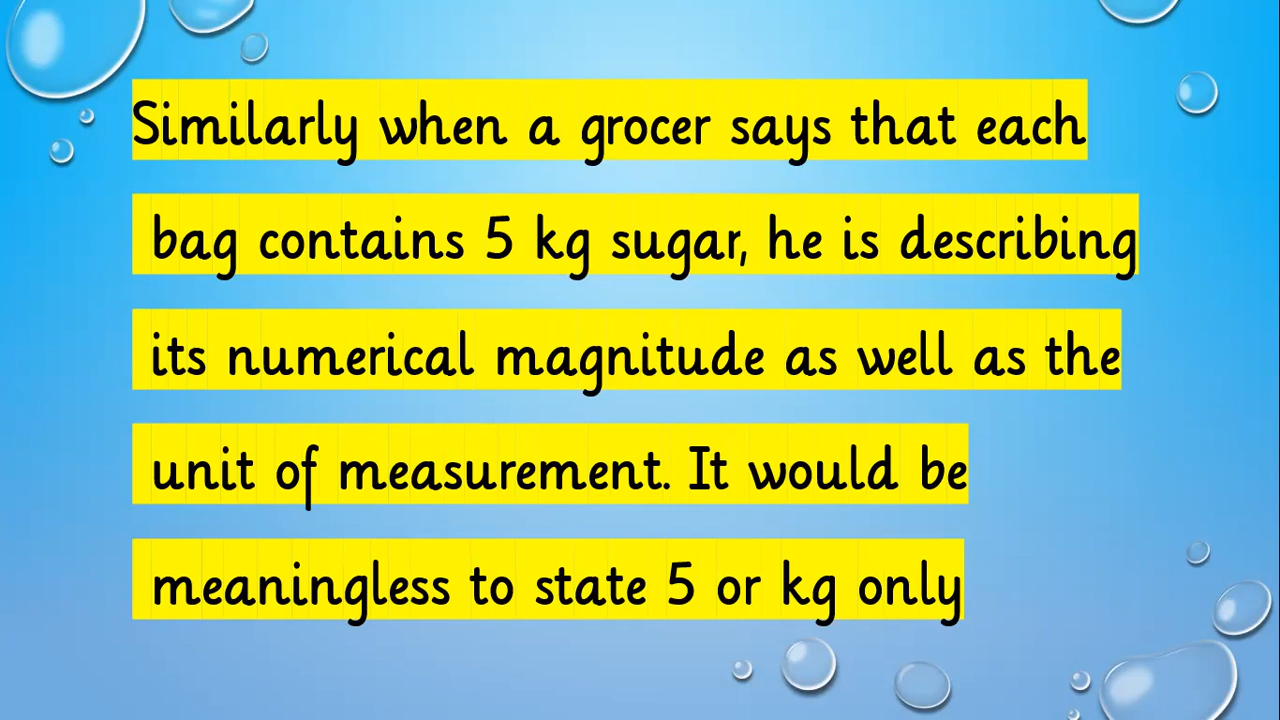 Similarly when a grocer says that each
bag contains 5 kg sugar, he is describing
its numerical magnitude as well as the
unit of measurement. It would be
meaningless to state 5 or kg only